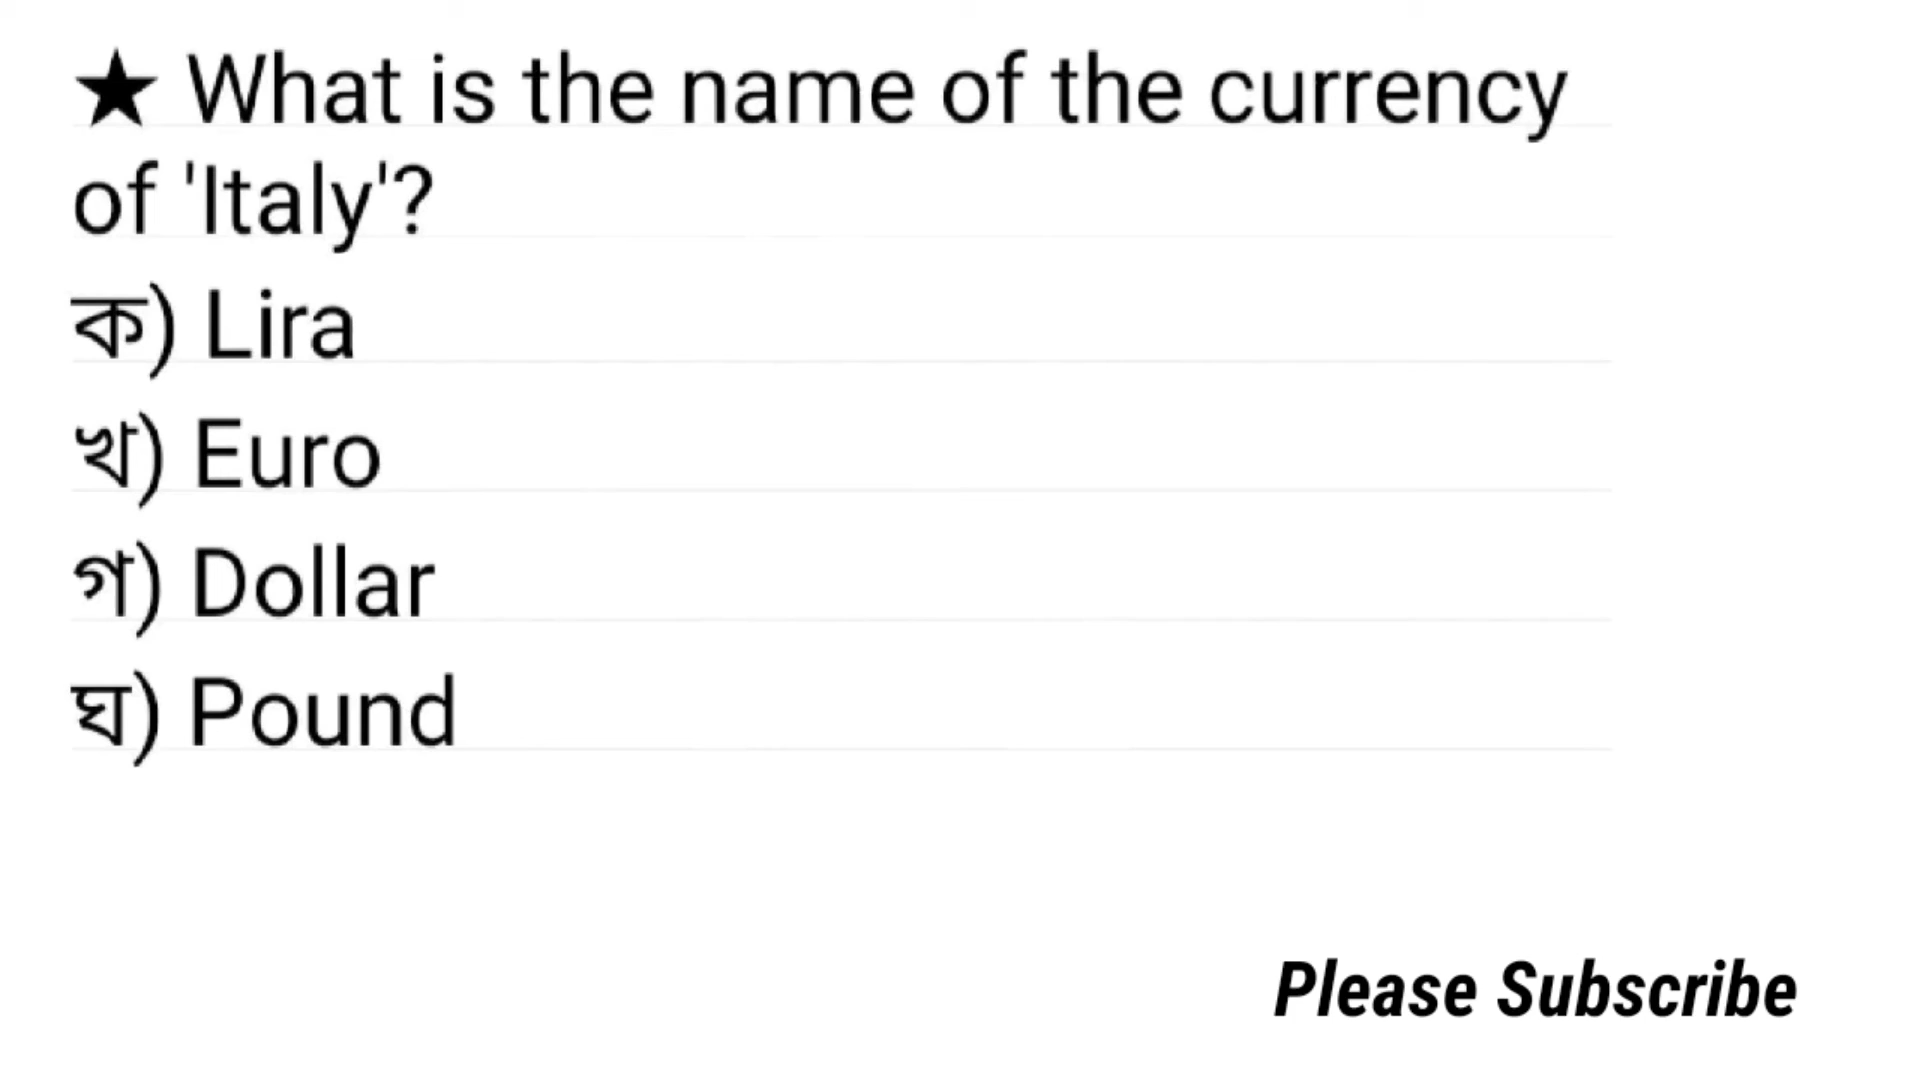 ★ What is the name of the currency
of 'Italy'?
ক) Lira
খ) Euro
গ) Dollar
ঘ) Pound
Please Subscribe